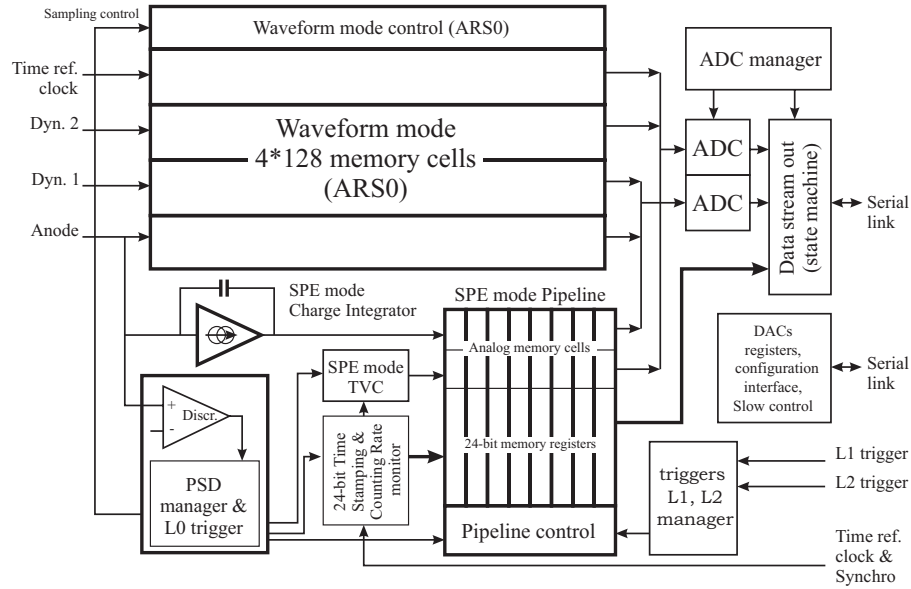 Sampling control
Waveform mode control (ARS0)
Time ref.
clock
ADC manager
Dyn. 2
Waveform mode
4*128 memory cells
(ARS0)
ADC
Dyn. 1
ADC
Data stream out
(state machine)
Serial
link
Anode
SPE mode
Charge Integrator
SPE mode Pipeline
Analog memory cells
DACs
registers,
configuration
interface,
Slow control
Serial
link
SPE mode
TVC
+
Discr.
-
24-bit Time
Stamping &
Counting Rate
monitor
24-bit memory registers
PSD
manager &
L0 trigger
triggers
L1, L2
manager
L1 trigger
L2 trigger
Pipeline control
Time ref.
clock &
Synchro